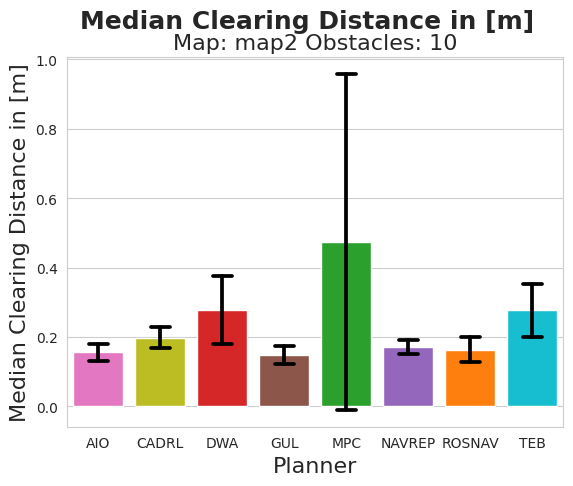 Median Clearing Distance in [m]
Map: map2 Obstacles: 10
Median Clearing Distance in [m]
1.0
0.8
0.6
0.4
0.2
0.0
AIO CADRL DWA GUL MPC NAVREP ROSNAV TEB
Planner